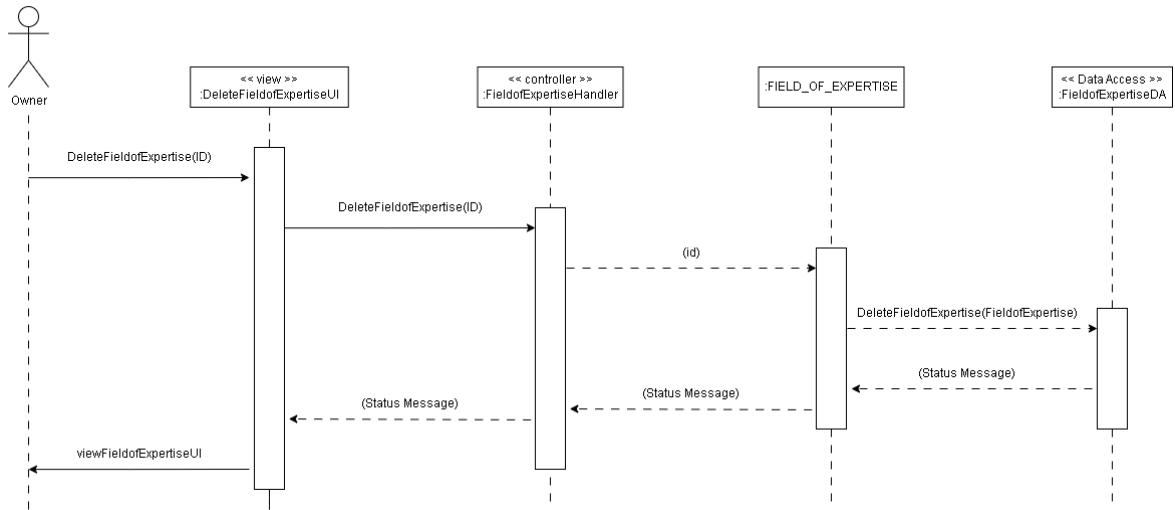 << view >>
:DeleteFieldofExpertiseUI
<< controller >>
:FieldofExpertiseHandler
:FIELD_OF_EXPERTISE
<< Data Access >>
:FieldofExpertiseDA
Owner
DeleteFieldofExpertise(ID)
DeleteFieldofExpertise(ID)
(id)
DeleteFieldofExpertise(FieldofExpertise)
(Status Message)
(Status Message)
(Status Message)
viewFieldofExpertiseUI